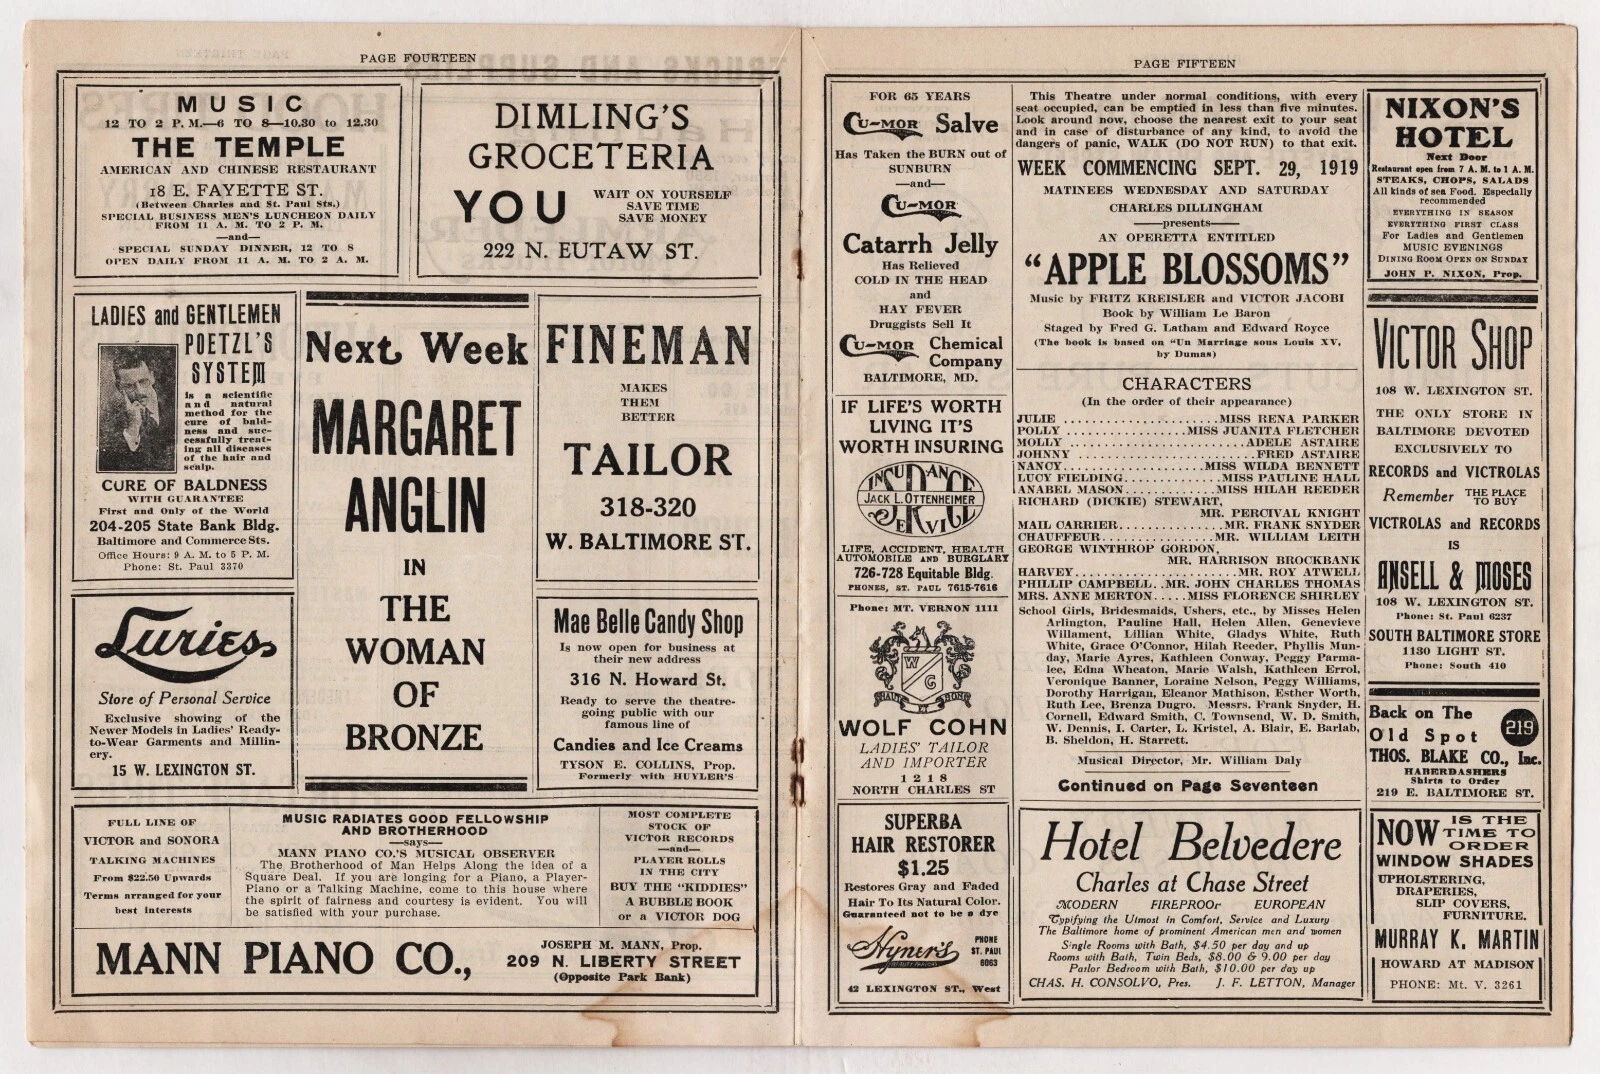 PAGE FOURTEEN
MUSIC
12 TO 2 P. M.—6 TO 8—10.30 to 12.30
THE TEMPLE
AMERICAN AND CHINESE RESTAURANT
18 E. FAYETTE ST.
(Between Charles and St. Paul Sts.)
SPECIAL BUSINESS MEN'S LUNCHEON DAILY
FROM 11 A. M. TO 2 P. M.
—and—
SPECIAL SUNDAY DINNER, 12 TO 8
OPEN DAILY FROM 11 A. M. TO 2 A. M.
DIMLING'S
GROCETERIA
YOU
WAIT ON YOURSELF
SAVE TIME
SAVE MONEY
222 N. EUTAW ST.
LADIES and GENTLEMEN
POETZL'S
SYSTEM
is a scientific
and natural
method for the
cure of bald-
ness and suc-
cessfully treat-
ing all diseases
of the hair and
scalp.
CURE OF BALDNESS
WITH GUARANTEE
First and Only of the World
204-205 State Bank Bldg.
Baltimore and Commerce Sts.
Office Hours: 9 A. M. to 5 P. M.
Phone: St. Paul 3370
Next Week
MARGARET
ANGLIN
IN
THE
WOMAN
OF
BRONZE
FINEMAN
MAKES
THEM
BETTER
TAILOR
318-320
W. BALTIMORE ST.
Luries
Store of Personal Service
Exclusive showing of the
Newer Models in Ladies' Ready-
to-Wear Garments and Millin-
ery.
15 W. LEXINGTON ST.
Mae Belle Candy Shop
Is now open for business at
their new address
316 N. Howard St.
Ready to serve the theatre-
going public with our
famous line of
Candies and Ice Creams
TYSON E. COLLINS, Prop.
Formerly with HUYLER'S
FULL LINE OF
VICTOR and SONORA
TALKING MACHINES
From $22.50 Upwards
Terms arranged for your
best interests
MUSIC RADIATES GOOD FELLOWSHIP
AND BROTHERHOOD
—says—
MANN PIANO CO.'S MUSICAL OBSERVER
The Brotherhood of Man Helps Along the idea of a
Square Deal. If you are longing for a Piano, a Player-
Piano or a Talking Machine, come to this house where
the spirit of fairness and courtesy is evident. You will
be satisfied with your purchase.
MOST COMPLETE
STOCK OF
VICTOR RECORDS
—and—
PLAYER ROLLS
IN THE CITY
BUY THE "KIDDIES"
A BUBBLE BOOK
or a VICTOR DOG
MANN PIANO CO.,
JOSEPH M. MANN, Prop.
209 N. LIBERTY STREET
(Opposite Park Bank)
PAGE FIFTEEN
FOR 65 YEARS
CU-MOR Salve
Has Taken the BURN out of
SUNBURN
—and—
CU-MOR
Catarrh Jelly
Has Relieved
COLD IN THE HEAD
and
HAY FEVER
Druggists Sell It
CU-MOR Chemical
Company
BALTIMORE, MD.
IF LIFE'S WORTH
LIVING IT'S
WORTH INSURING
INSURANCE
JACK L. OTTENHEIMER
SERVICE
LIFE, ACCIDENT, HEALTH
AUTOMOBILE AND BURGLARY
726-728 Equitable Bldg.
PHONES, ST. PAUL 7615-7616
Phone: MT. VERNON 1111
W
G
HAUT ET BONE
WOLF COHN
LADIES' TAILOR
AND IMPORTER
1218
NORTH CHARLES ST
SUPERBA
HAIR RESTORER
$1.25
Restores Gray and Faded
Hair To Its Natural Color.
Guaranteed not to be a dye
Hyner's
PHONE
ST. PAUL
6063
42 LEXINGTON ST., West
This Theatre under normal conditions, with every
seat occupied, can be emptied in less than five minutes.
Look around now, choose the nearest exit to your seat
and in case of disturbance of any kind, to avoid the
dangers of panic, WALK (DO NOT RUN) to that exit.
WEEK COMMENCING SEPT. 29, 1919
MATINEES WEDNESDAY AND SATURDAY
CHARLES DILLINGHAM
—presents—
AN OPERETTA ENTITLED
"APPLE BLOSSOMS"
Music by FRITZ KREISLER and VICTOR JACOBI
Book by William Le Baron
Staged by Fred G. Latham and Edward Royce
(The book is based on "Un Marriage sous Louis XV,
by Dumas)
CHARACTERS
(In the order of their appearance)
JULIE ....................MISS RENA PARKER
POLLY ................MISS JUANITA FLETCHER
MOLLY .........................ADELE ASTAIRE
JOHNNY .........................FRED ASTAIRE
NANCY...................MISS WILDA BENNETT
LUCY FIELDING.............MISS PAULINE HALL
ANABEL MASON.............MISS HILAH REEDER
RICHARD (DICKIE) STEWART,
MR. PERCIVAL KNIGHT
MAIL CARRIER..............MR. FRANK SNYDER
CHAUFFEUR................MR. WILLIAM LEITH
GEORGE WINTHROP GORDON,
MR. HARRISON BROCKBANK
HARVEY.......................MR. ROY ATWELL
PHILLIP CAMPBELL..MR. JOHN CHARLES THOMAS
MRS. ANNE MERTON.....MISS FLORENCE SHIRLEY
School Girls, Bridesmaids, Ushers, etc., by Misses Helen
Arlington, Pauline Hall, Helen Allen, Genevieve
Willament, Lillian White, Gladys White, Ruth
White, Grace O'Connor, Hilah Reeder, Phyllis Mun-
day, Marie Ayres, Kathleen Conway, Peggy Parma-
lee, Edna Wheaton, Marie Walsh, Kathleen Errol,
Veronique Banner, Loraine Nelson, Peggy Williams,
Dorothy Harrigan, Eleanor Mathison, Esther Worth,
Ruth Lee, Brenza Dugro. Messrs. Frank Snyder, H.
Cornell, Edward Smith, C. Townsend, W. D. Smith,
W. Dennis, I. Carter, L. Kristel, A. Blair, E. Barlab,
B. Sheldon, H. Starrett.
Musical Director, Mr. William Daly
Continued on Page Seventeen
Hotel Belvedere
Charles at Chase Street
MODERN FIREPROOF EUROPEAN
Typifying the Utmost in Comfort, Service and Luxury
The Baltimore home of prominent American men and women
Single Rooms with Bath, $4.50 per day and up
Rooms with Bath, Twin Beds, $8.00 & 9.00 per day
Parlor Bedroom with Bath, $10.00 per day up
CHAS. H. CONSOLVO, Pres. J. F. LETTON, Manager
NIXON'S
HOTEL
Next Door
Restaurant open from 7 A. M. to 1 A. M.
STEAKS, CHOPS, SALADS
All kinds of sea Food. Especially
recommended
EVERYTHING IN SEASON
EVERYTHING FIRST CLASS
For Ladies and Gentlemen
MUSIC EVENINGS
DINING ROOM OPEN ON SUNDAY
JOHN P. NIXON, Prop.
VICTOR SHOP
108 W. LEXINGTON ST.
THE ONLY STORE IN
BALTIMORE DEVOTED
EXCLUSIVELY TO
RECORDS and VICTROLAS
Remember THE PLACE
TO BUY
VICTROLAS and RECORDS
IS
ANSELL & MOSES
108 W. LEXINGTON ST.
Phone: St. Paul 6237
SOUTH BALTIMORE STORE
1130 LIGHT ST.
Phone: South 410
Back on The
Old Spot
219
THOS. BLAKE CO., Inc.
HABERDASHERS
Shirts to Order
219 E. BALTIMORE ST.
NOW IS THE
TIME TO
ORDER
WINDOW SHADES
UPHOLSTERING,
DRAPERIES,
SLIP COVERS,
FURNITURE.
MURRAY K. MARTIN
HOWARD AT MADISON
PHONE: Mt. V. 3261